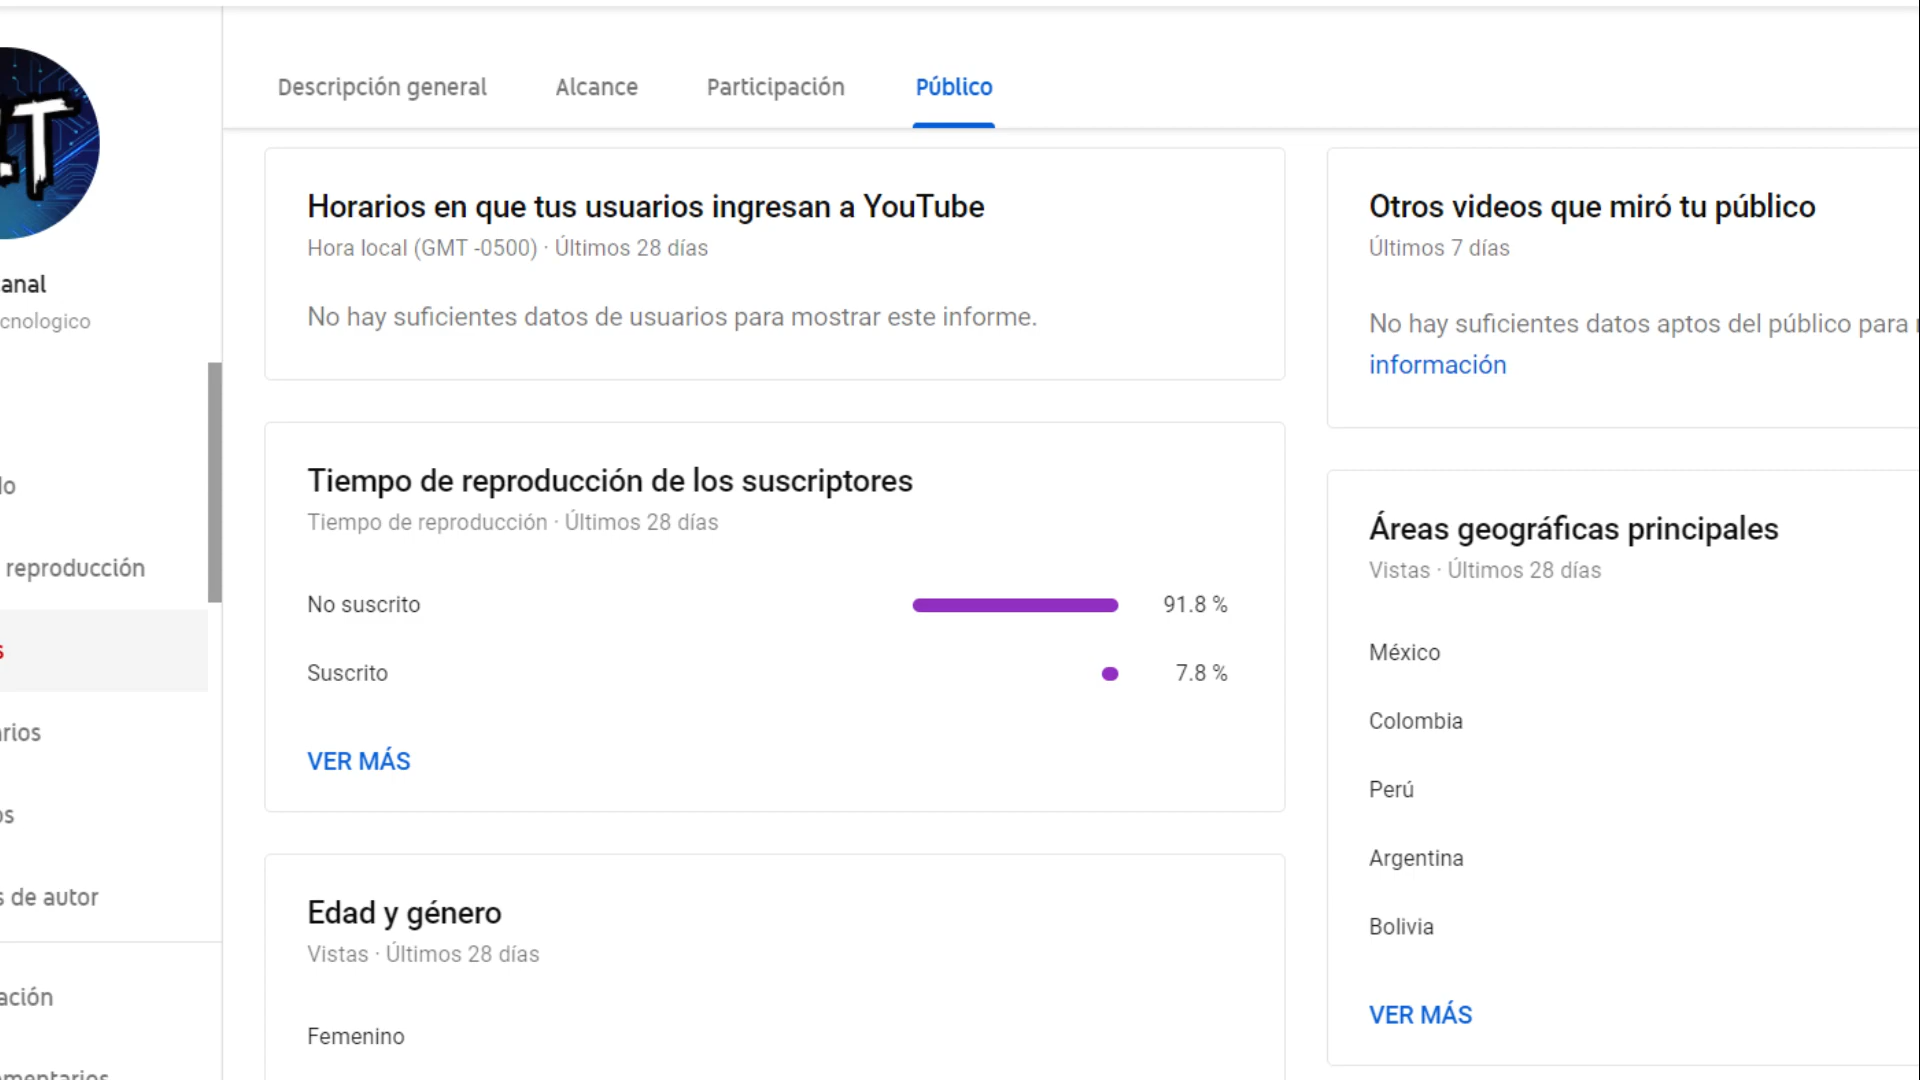 Descripción general
Alcance
Participación
Público
.T
anal
cnologico
reproducción
arios
os
s de autor
ación
Horarios en que tus usuarios ingresan a YouTube
Hora local (GMT -0500) · Últimos 28 días
No hay suficientes datos de usuarios para mostrar este informe.
Tiempo de reproducción de los suscriptores
Tiempo de reproducción · Últimos 28 días
No suscrito 91.8 %
Suscrito 7.8 %
VER MÁS
Edad y género
Vistas · Últimos 28 días
Femenino
Otros videos que miró tu público
Últimos 7 días
No hay suficientes datos aptos del público para
información
Áreas geográficas principales
Vistas · Últimos 28 días
México
Colombia
Perú
Argentina
Bolivia
VER MÁS